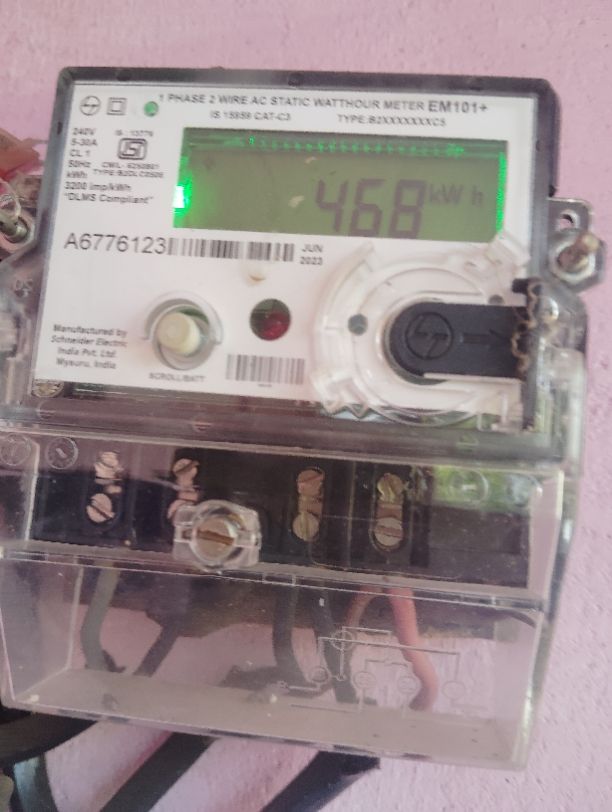 1 PHASE 2 WIRE AC STATIC WATTHOUR METER EM101+
IS 15959 CAT-C3 TYPE:B2XXXXXXXC5
240V
5-30A
CL 1
50Hz
kWh
3200 imp/kWh
"DLMS Compliant"
IS : 13779
468 kWh
A6776123
JUN
2023
Manufactured by
Schneider Electric
India Pvt. Ltd.
Mysuru, India
SCROLL/BATT